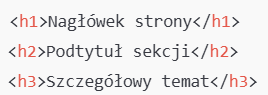 <h1>Nagłówek strony</h1>
<h2>Podtytuł sekcji</h2>
<h3>Szczegółowy temat</h3>